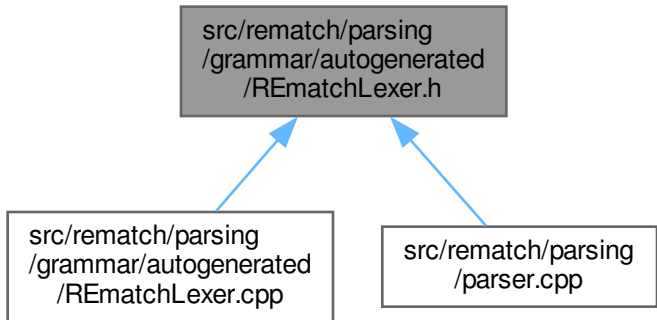 src/rematch/parsing
/grammar/autogenerated
/REmatchLexer.h
src/rematch/parsing
/grammar/autogenerated
/REmatchLexer.cpp
src/rematch/parsing
/parser.cpp